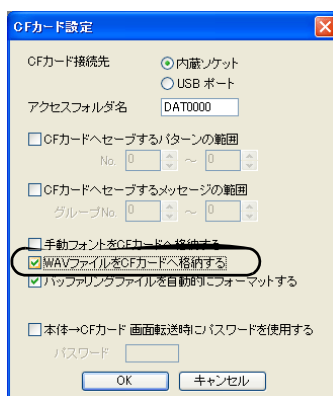 CFカード設定
CFカード接続先
内蔵ソケット
USB ポート
アクセスフォルダ名 DAT0000
CFカードへセーブするパターンの範囲
No. 0 ～ 0
CFカードへセーブするメッセージの範囲
グループNo. 0 ～ 0
手動フォントをCFカードへ格納する
WAVファイルをCFカードへ格納する
バッファリングファイルを自動的にフォーマットする
本体→CFカード 画面転送時にパスワードを使用する
パスワード
OK キャンセル